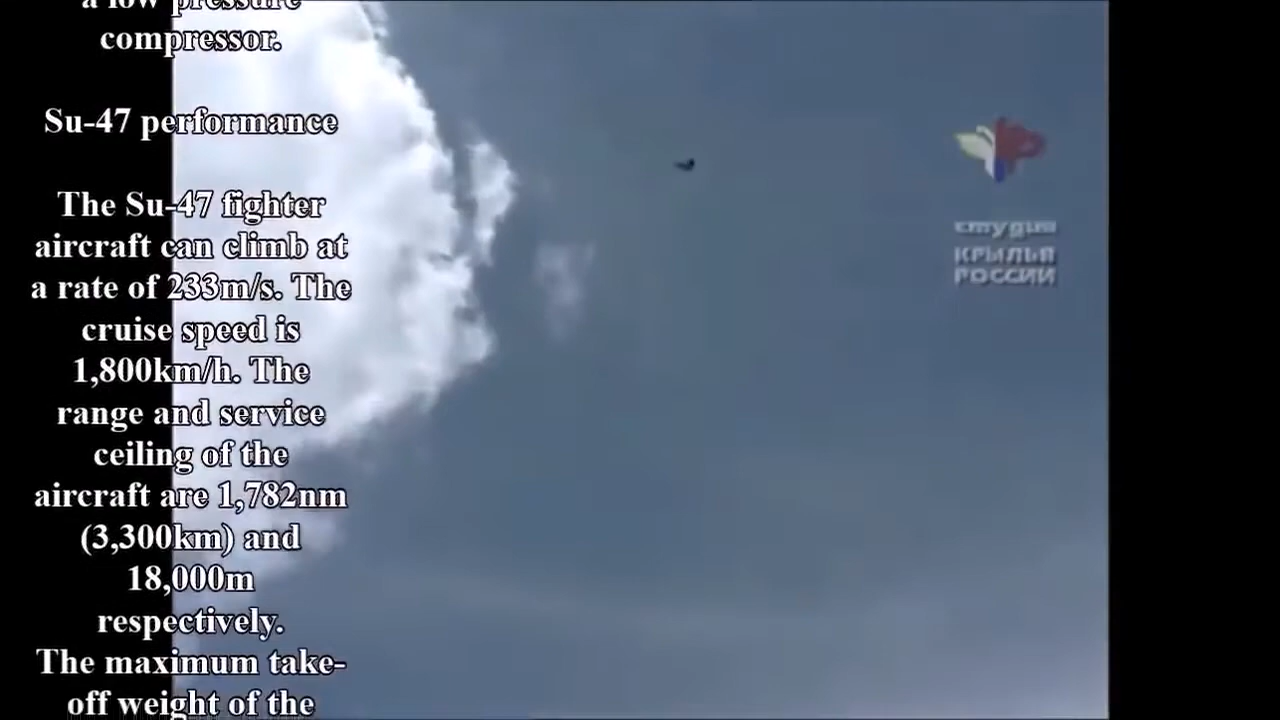 a low pressure
compressor.
Su-47 performance
The Su-47 fighter
aircraft can climb at
a rate of 233m/s. The
cruise speed is
1,800km/h. The
range and service
ceiling of the
aircraft are 1,782nm
(3,300km) and
18,000m
respectively.
The maximum take-
off weight of the
студия
КРЫЛЬЯ
РОССИИ